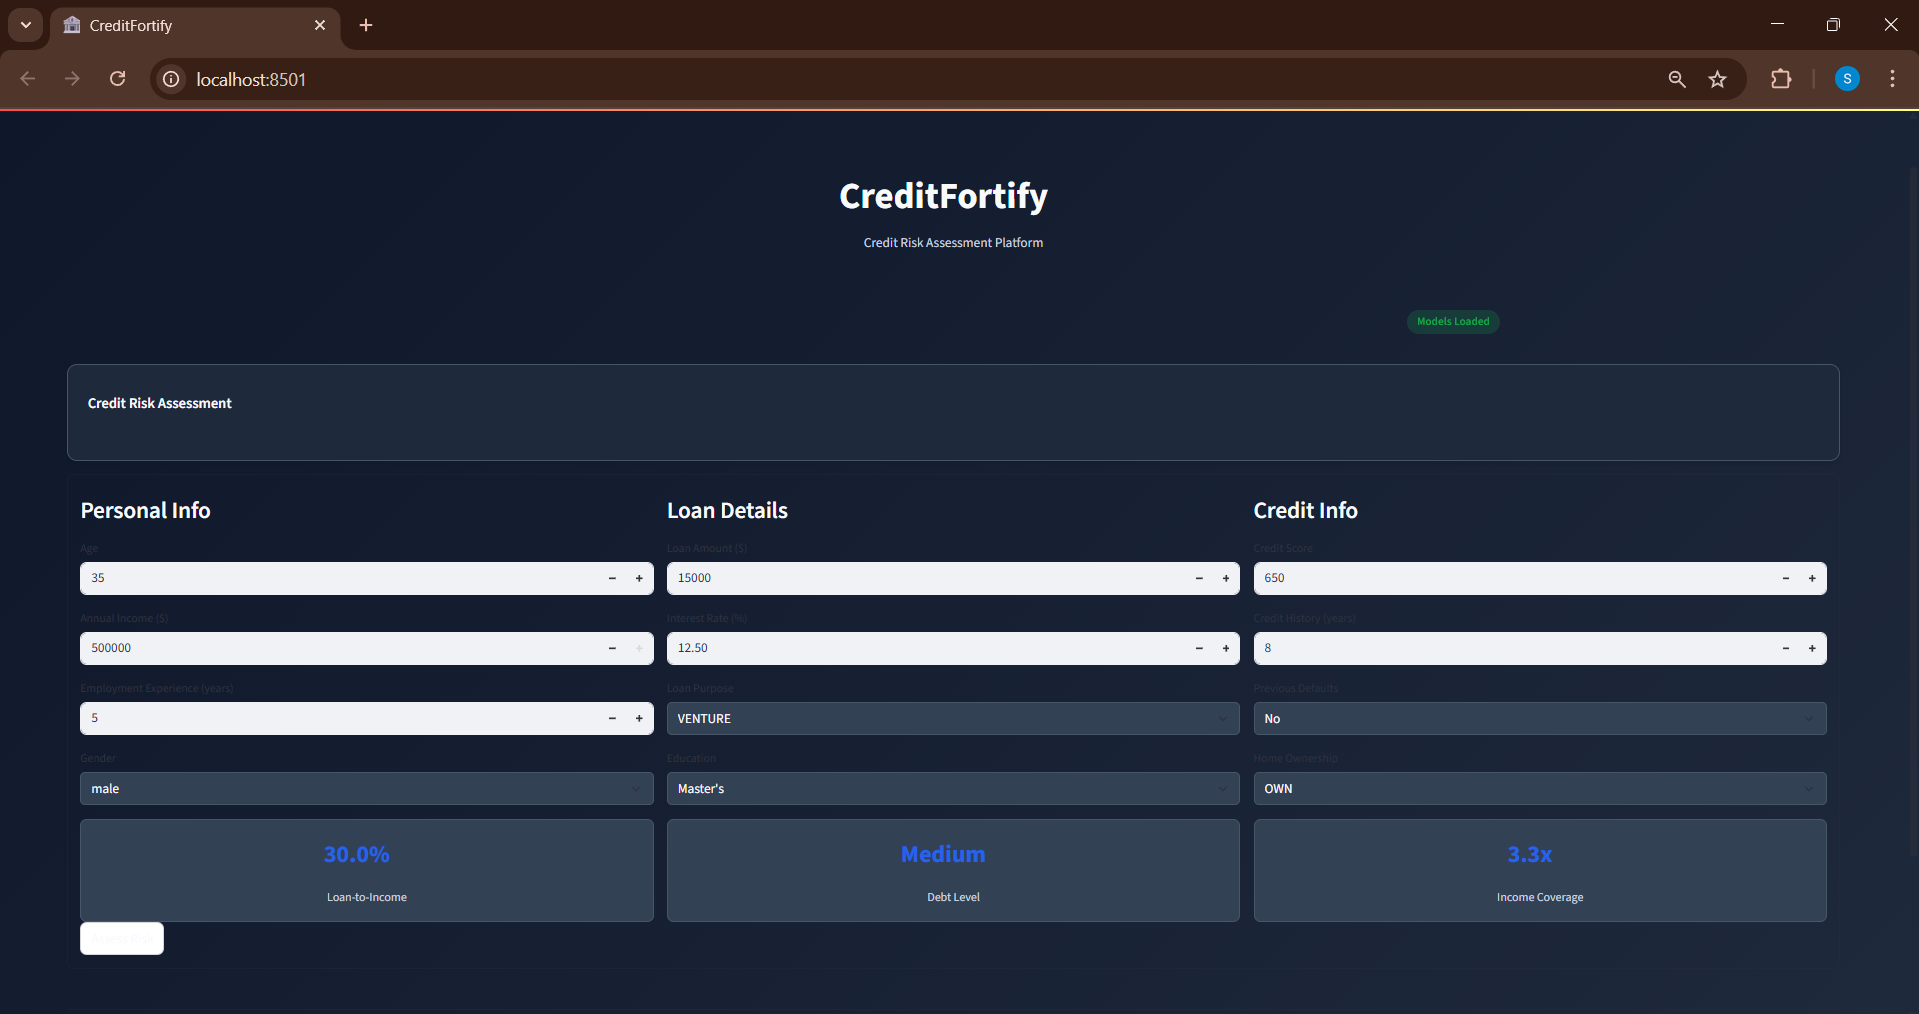 CreditFortify
localhost:8501
S
CreditFortify
Credit Risk Assessment Platform
Models Loaded
Credit Risk Assessment
Personal Info
Loan Details
Credit Info
Age
Loan Amount ($)
Credit Score
35
15000
650
Annual Income ($)
Interest Rate (%)
Credit History (years)
500000
12.50
8
Employment Experience (years)
Loan Purpose
Previous Defaults
5
VENTURE
No
Gender
Education
Home Ownership
male
Master's
OWN
30.0%
Medium
3.3x
Loan-to-Income
Debt Level
Income Coverage